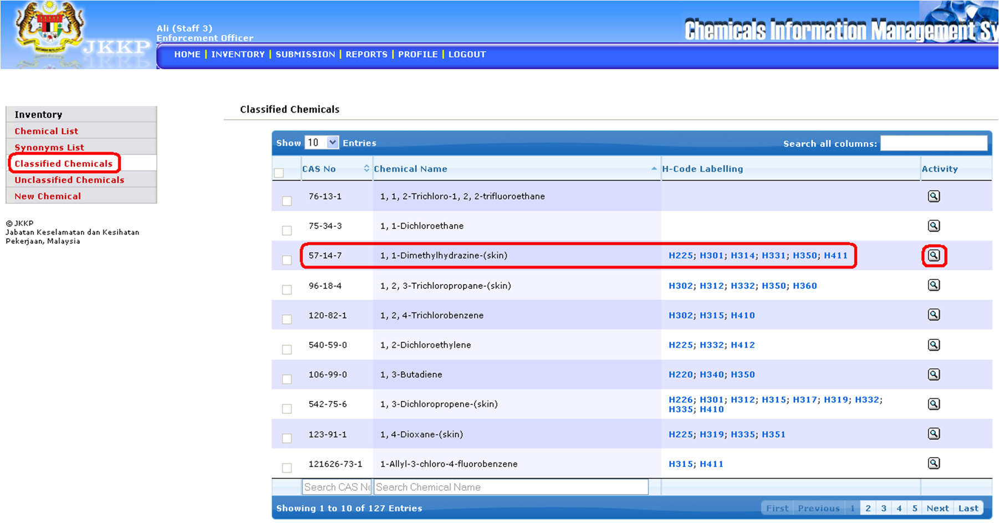 JKKP
Ali (Staff 3)
Enforcement Officer
Chemicals Information Management Sy
HOME | INVENTORY | SUBMISSION | REPORTS | PROFILE | LOGOUT
Inventory
Chemical List
Synonyms List
Classified Chemicals
Unclassified Chemicals
New Chemical
© JKKP
Jabatan Keselamatan dan Kesihatan
Pekerjaan, Malaysia
Classified Chemicals
Show 10 Entries Search all columns:
CAS No Chemical Name H-Code Labelling Activity
76-13-1 1, 1, 2-Trichloro-1, 2, 2-trifluoroethane
75-34-3 1, 1-Dichloroethane
57-14-7 1, 1-Dimethylhydrazine-(skin) H225; H301; H314; H331; H350; H411
96-18-4 1, 2, 3-Trichloropropane-(skin) H302; H312; H332; H350; H360
120-82-1 1, 2, 4-Trichlorobenzene H302; H315; H410
540-59-0 1, 2-Dichloroethylene H225; H332; H412
106-99-0 1, 3-Butadiene H220; H340; H350
542-75-6 1, 3-Dichloropropene-(skin) H226; H301; H312; H315; H317; H319; H332;
H335; H410
123-91-1 1, 4-Dioxane-(skin) H225; H319; H335; H351
121626-73-1 1-Allyl-3-chloro-4-fluorobenzene H315; H411
Search CAS No Search Chemical Name
Showing 1 to 10 of 127 Entries First Previous 1 2 3 4 5 Next Last